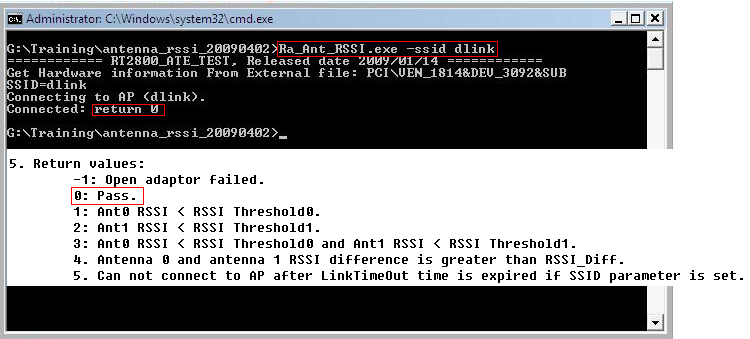 Administrator: C:\Windows\system32\cmd.exe
G:\Training\antenna_rssi_20090402>Ra_Ant_RSSI.exe -ssid dlink
============ RT2800_ATE_TEST, Released date 2009/01/14 ============
Get Hardware information From External file: PCI\VEN_1814&DEV_3092&SUB
SSID=dlink
Connecting to AP (dlink).
Connected: return 0
G:\Training\antenna_rssi_20090402>_
5. Return values:
-1: Open adaptor failed.
0: Pass.
1: Ant0 RSSI < RSSI Threshold0.
2: Ant1 RSSI < RSSI Threshold1.
3: Ant0 RSSI < RSSI Threshold0 and Ant1 RSSI < RSSI Threshold1.
4. Antenna 0 and antenna 1 RSSI difference is greater than RSSI_Diff.
5. Can not connect to AP after LinkTimeOut time is expired if SSID parameter is set.